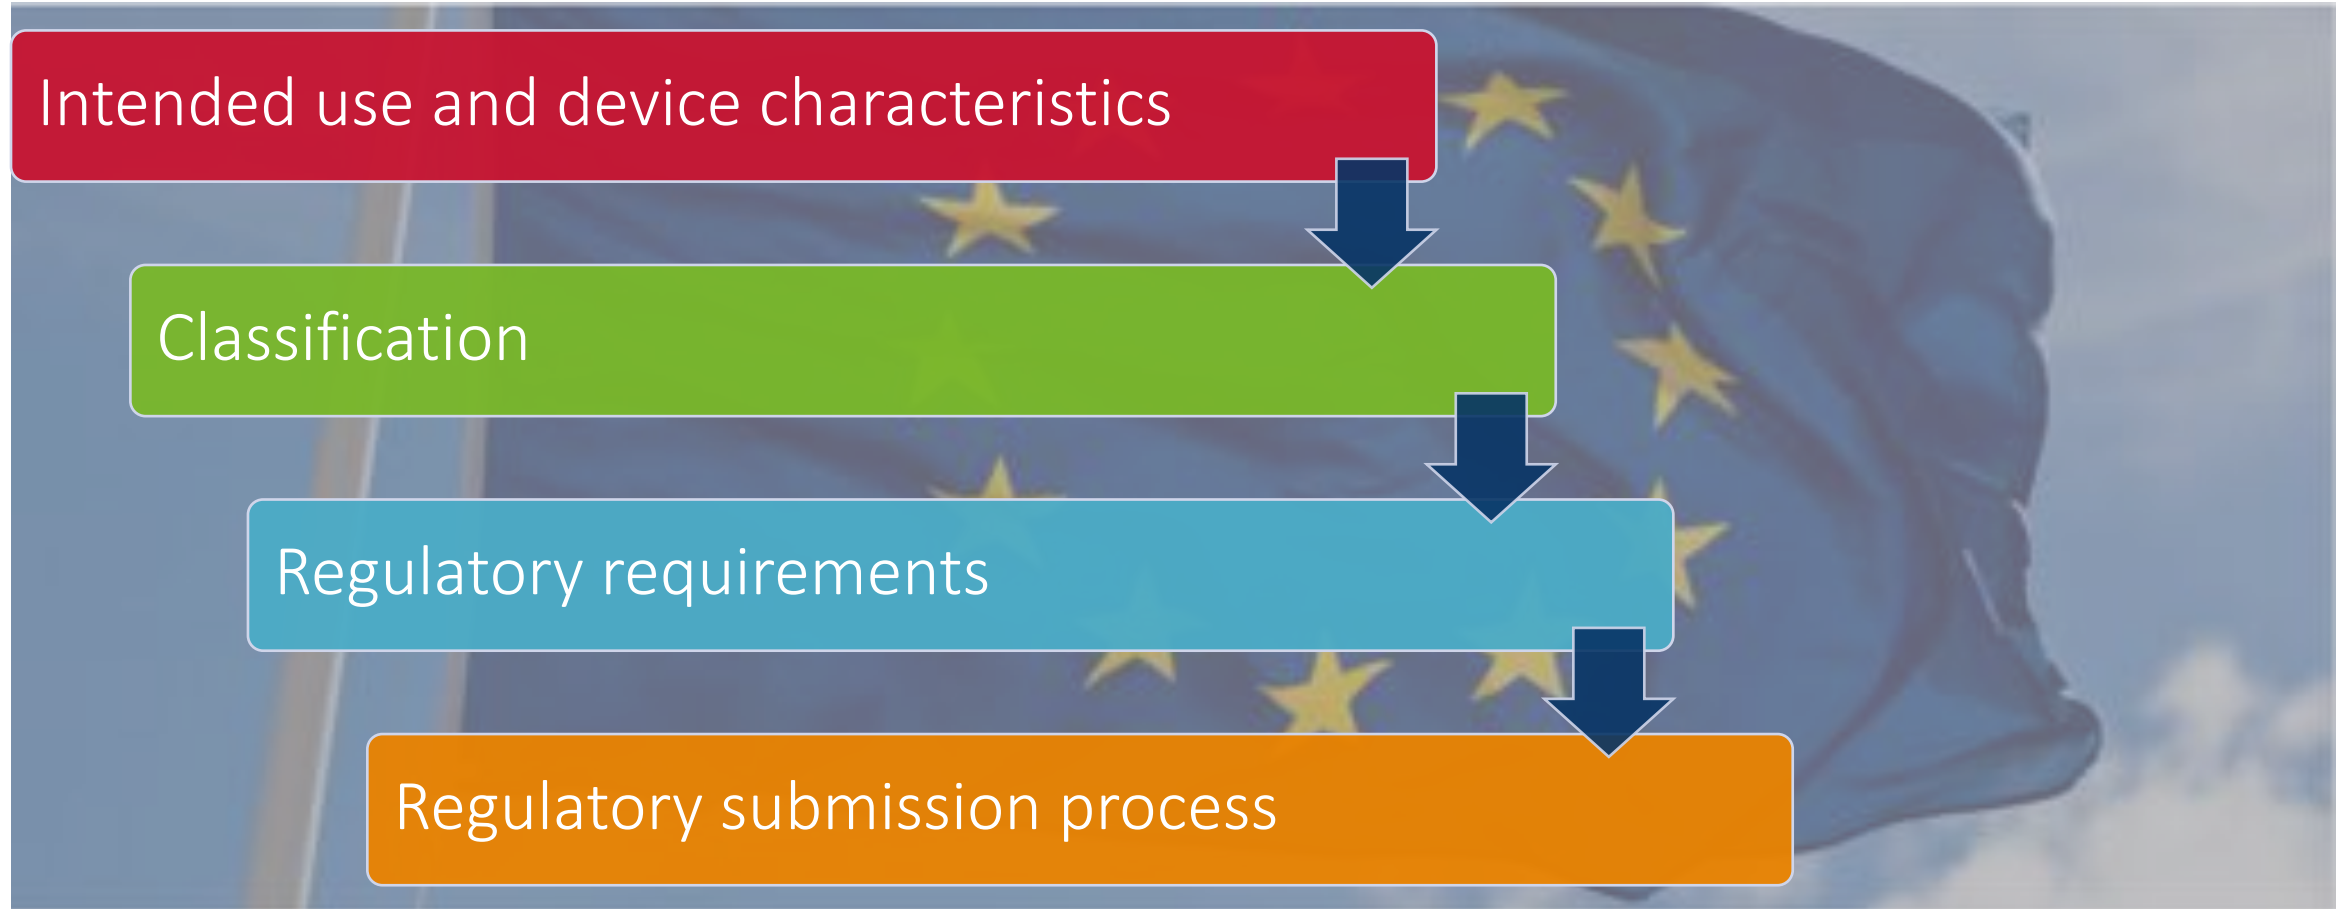 Intended use and device characteristics
Classification
Regulatory requirements
Regulatory submission process